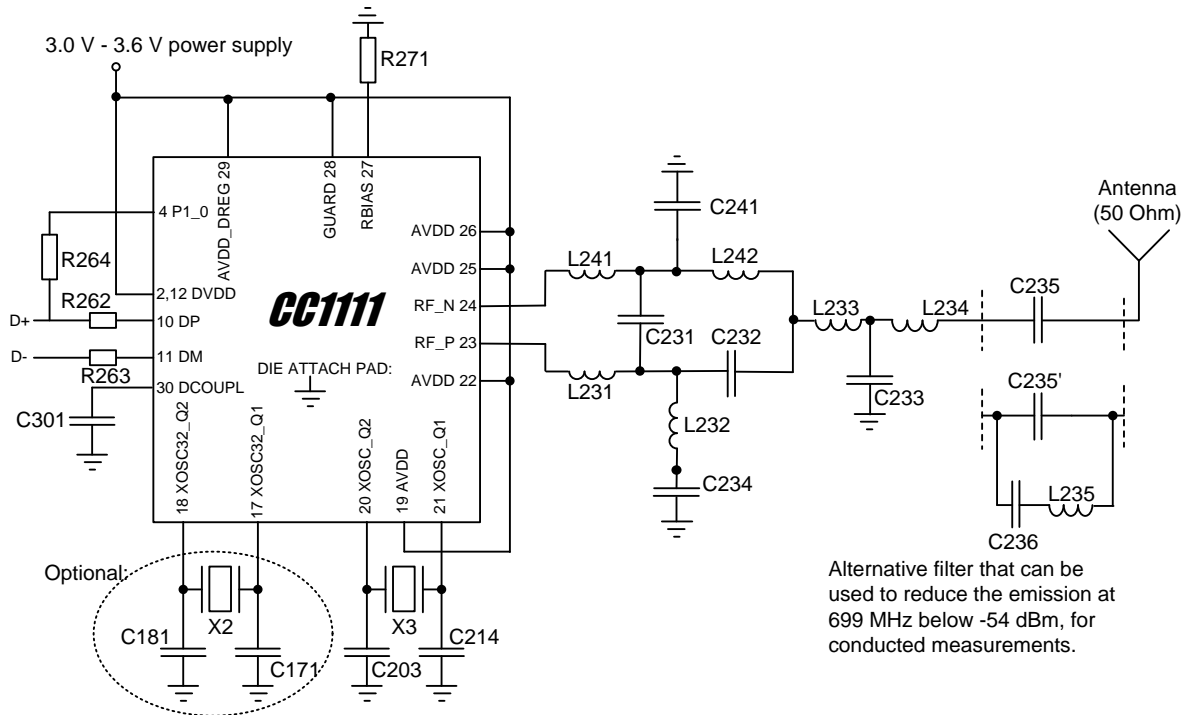 3.0 V - 3.6 V power supply
R271
AVDD_DREG 29
GUARD 28
RBIAS 27
4 P1_0
R264
2,12 DVDD
R262
D+
10 DP
D-
11 DM
R263
30 DCOUPL
C301
CC1111
DIE ATTACH PAD:
AVDD 26
AVDD 25
RF_N 24
RF_P 23
AVDD 22
18 XOSC32_Q2
17 XOSC32_Q1
20 XOSC_Q2
19 AVDD
21 XOSC_Q1
Optional:
X2
C181
C171
X3
C203
C214
C241
L241
L242
C231
C232
L231
L232
C234
L233
L234
C233
Antenna
(50 Ohm)
C235
C235'
L235
C236
Alternative filter that can be
used to reduce the emission at
699 MHz below -54 dBm, for
conducted measurements.